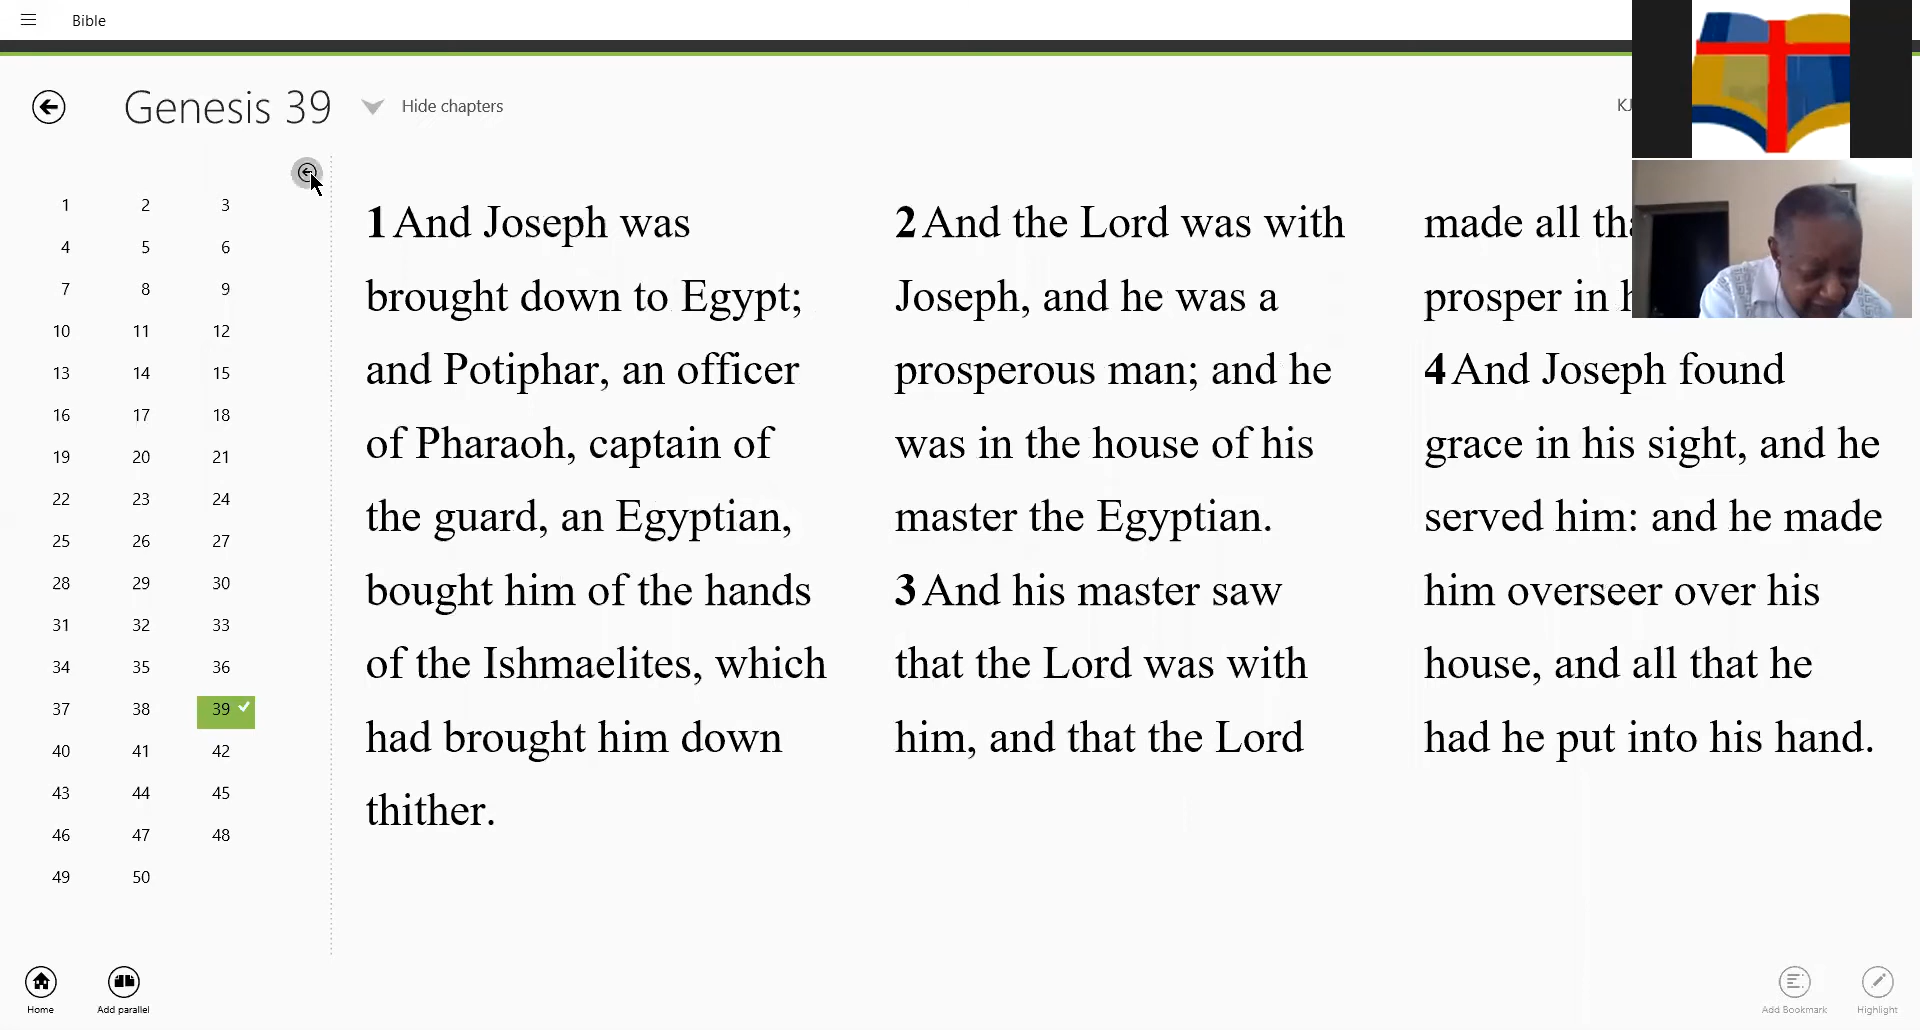 Bible
Genesis 39
Hide chapters
KJ
1 2 3
4 5 6
7 8 9
10 11 12
13 14 15
16 17 18
19 20 21
22 23 24
25 26 27
28 29 30
31 32 33
34 35 36
37 38 39
40 41 42
43 44 45
46 47 48
49 50
1 And Joseph was
brought down to Egypt;
and Potiphar, an officer
of Pharaoh, captain of
the guard, an Egyptian,
bought him of the hands
of the Ishmaelites, which
had brought him down
thither.
2 And the Lord was with
Joseph, and he was a
prosperous man; and he
was in the house of his
master the Egyptian.
3 And his master saw
that the Lord was with
him, and that the Lord
made all tha
prosper in h
4 And Joseph found
grace in his sight, and he
served him: and he made
him overseer over his
house, and all that he
had he put into his hand.
Home
Add parallel
Add Bookmark
Highlight